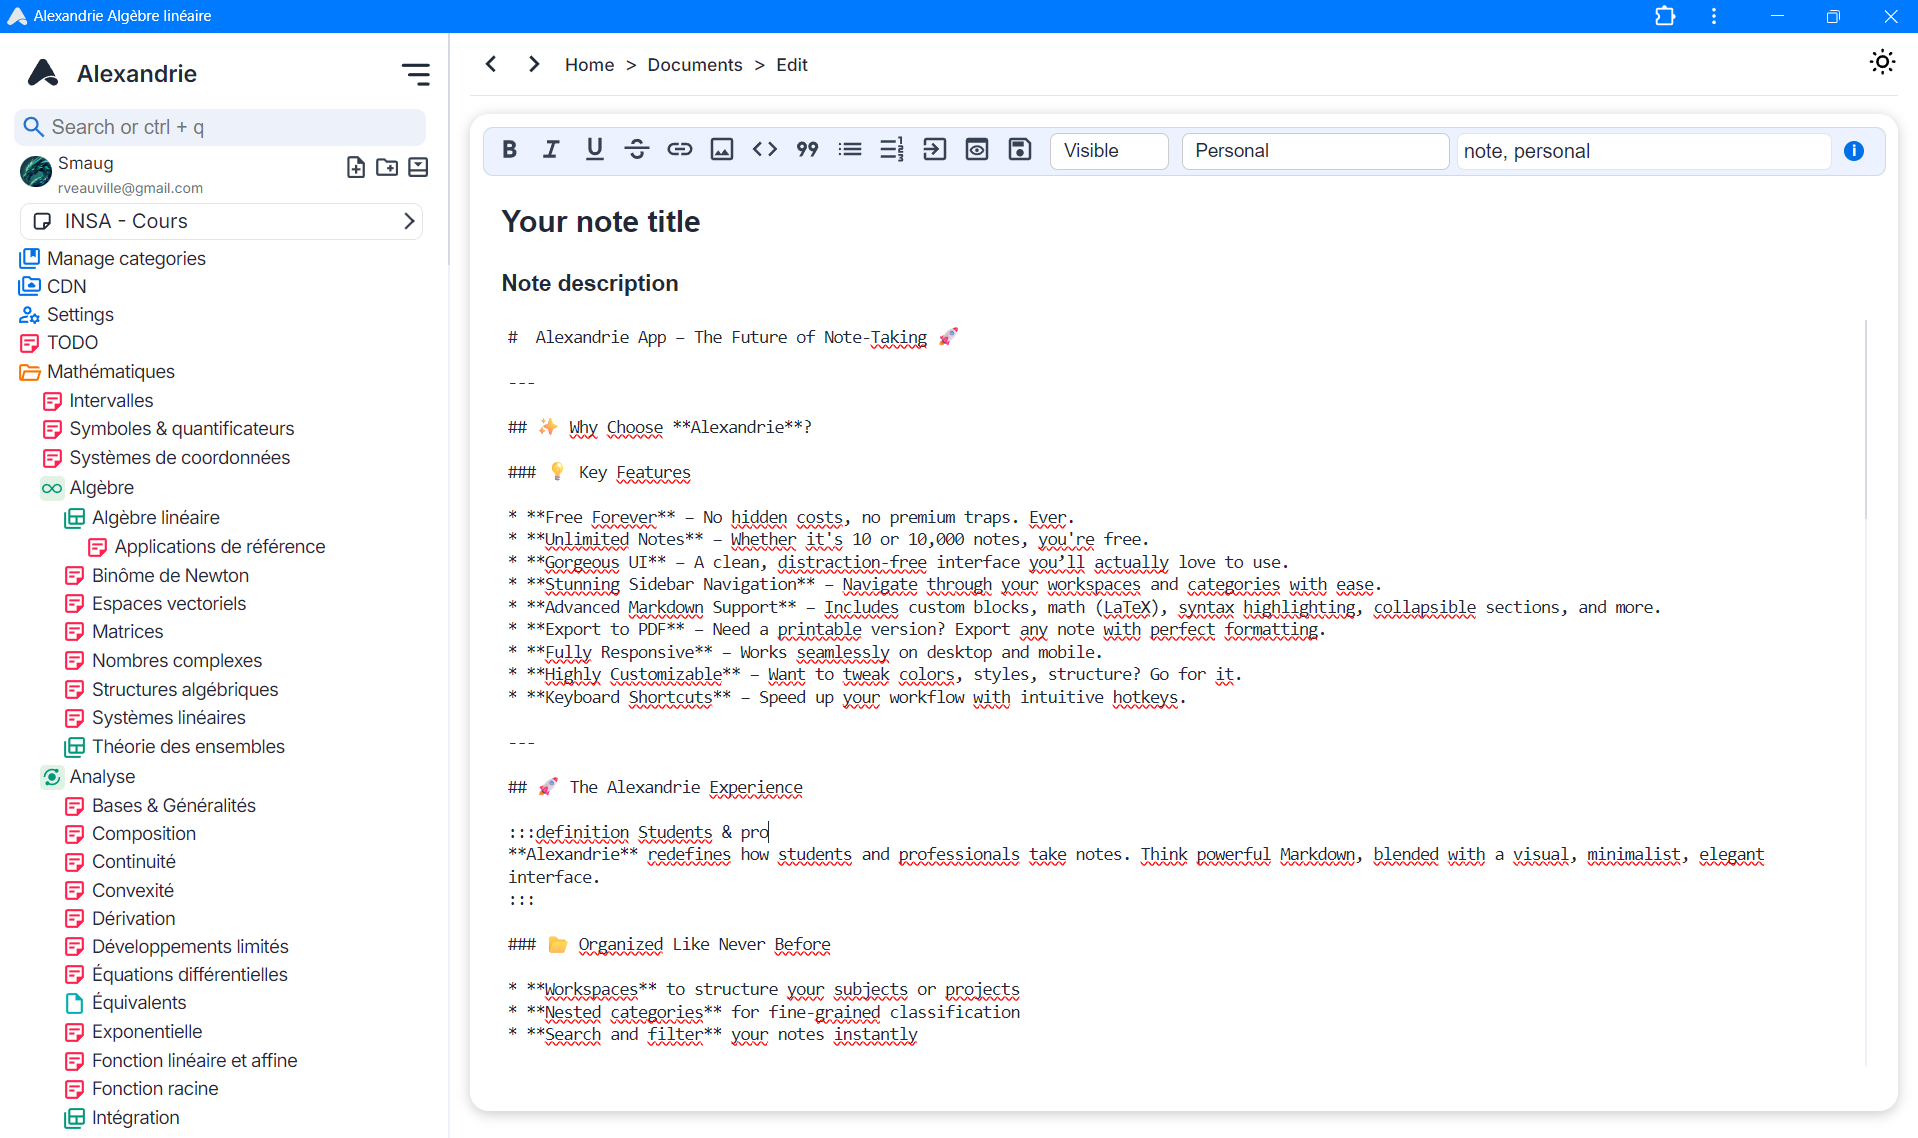 Alexandrie Algèbre linéaire
Alexandrie
Search or ctrl + q
Smaug
rveauville@gmail.com
INSA - Cours
Manage categories
CDN
Settings
TODO
Mathématiques
Intervalles
Symboles & quantificateurs
Systèmes de coordonnées
Algèbre
Algèbre linéaire
Applications de référence
Binôme de Newton
Espaces vectoriels
Matrices
Nombres complexes
Structures algébriques
Systèmes linéaires
Théorie des ensembles
Analyse
Bases & Généralités
Composition
Continuité
Convexité
Dérivation
Développements limités
Équations différentielles
Équivalents
Exponentielle
Fonction linéaire et affine
Fonction racine
Intégration
Home > Documents > Edit
Visible
Personal
note, personal
Your note title
Note description
# Alexandrie App – The Future of Note-Taking 🚀
---
## ✨ Why Choose **Alexandrie**?
### 💡 Key Features
* **Free Forever** – No hidden costs, no premium traps. Ever.
* **Unlimited Notes** – Whether it's 10 or 10,000 notes, you're free.
* **Gorgeous UI** – A clean, distraction-free interface you’ll actually love to use.
* **Stunning Sidebar Navigation** – Navigate through your workspaces and categories with ease.
* **Advanced Markdown Support** – Includes custom blocks, math (LaTeX), syntax highlighting, collapsible sections, and more.
* **Export to PDF** – Need a printable version? Export any note with perfect formatting.
* **Fully Responsive** – Works seamlessly on desktop and mobile.
* **Highly Customizable** – Want to tweak colors, styles, structure? Go for it.
* **Keyboard Shortcuts** – Speed up your workflow with intuitive hotkeys.
---
## 🚀 The Alexandrie Experience
:::definition Students & pro
**Alexandrie** redefines how students and professionals take notes. Think powerful Markdown, blended with a visual, minimalist, elegant
interface.
:::
### 📂 Organized Like Never Before
* **Workspaces** to structure your subjects or projects
* **Nested categories** for fine-grained classification
* **Search and filter** your notes instantly